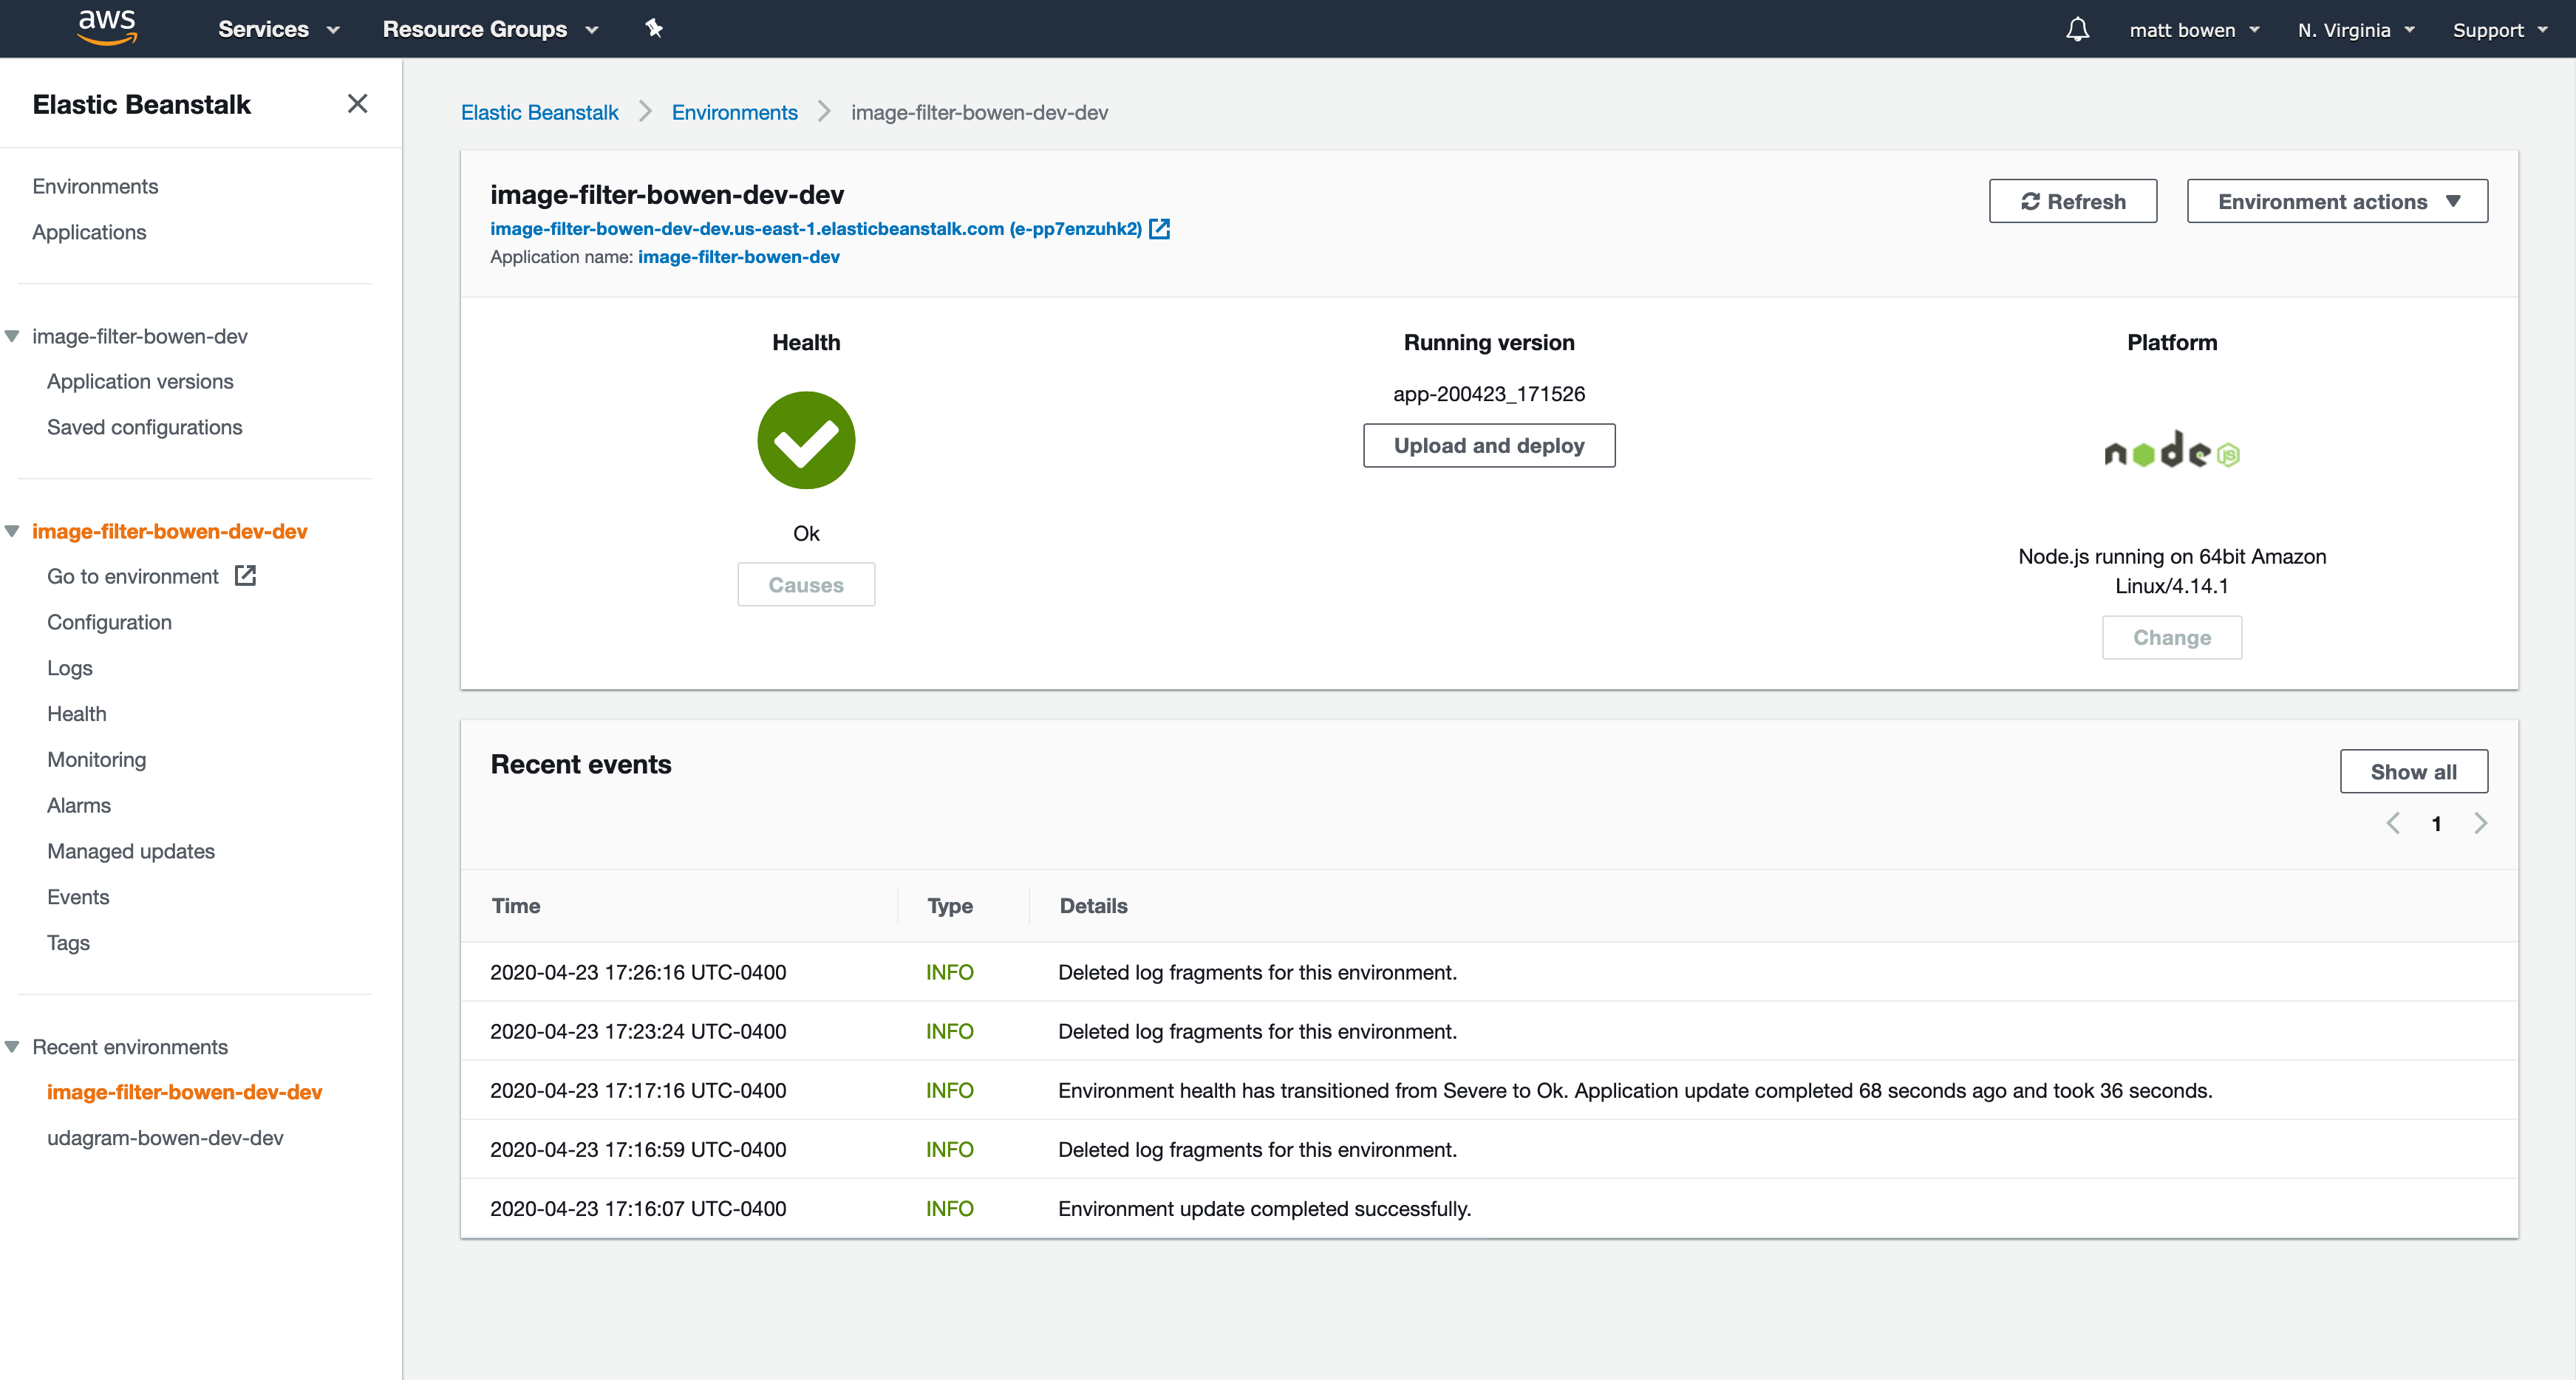 aws
Services
Resource Groups
matt bowen
N. Virginia
Support
Elastic Beanstalk
Environments
Applications
image-filter-bowen-dev
Application versions
Saved configurations
image-filter-bowen-dev-dev
Go to environment
Configuration
Logs
Health
Monitoring
Alarms
Managed updates
Events
Tags
Recent environments
image-filter-bowen-dev-dev
udagram-bowen-dev-dev
Elastic Beanstalk
Environments
image-filter-bowen-dev-dev
image-filter-bowen-dev-dev
image-filter-bowen-dev-dev.us-east-1.elasticbeanstalk.com (e-pp7enzuhk2)
Application name: image-filter-bowen-dev
Refresh
Environment actions
Health
Ok
Causes
Running version
app-200423_171526
Upload and deploy
Platform
node JS
Node.js running on 64bit Amazon
Linux/4.14.1
Change
Recent events
Show all
1
Time Type Details
2020-04-23 17:26:16 UTC-0400 INFO Deleted log fragments for this environment.
2020-04-23 17:23:24 UTC-0400 INFO Deleted log fragments for this environment.
2020-04-23 17:17:16 UTC-0400 INFO Environment health has transitioned from Severe to Ok. Application update completed 68 seconds ago and took 36 seconds.
2020-04-23 17:16:59 UTC-0400 INFO Deleted log fragments for this environment.
2020-04-23 17:16:07 UTC-0400 INFO Environment update completed successfully.